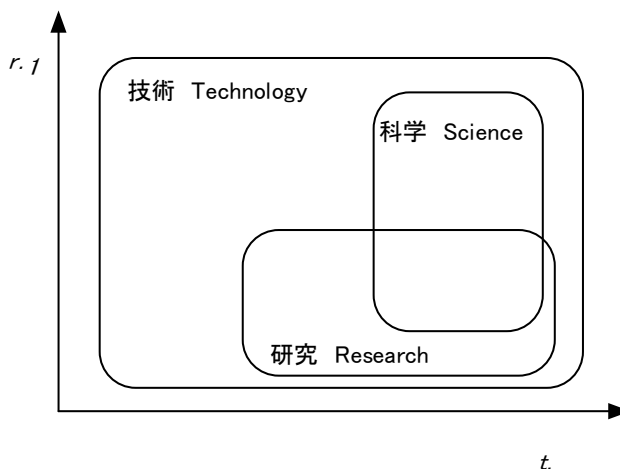 r.1
技術 Technology
科学 Science
研究 Research
t.